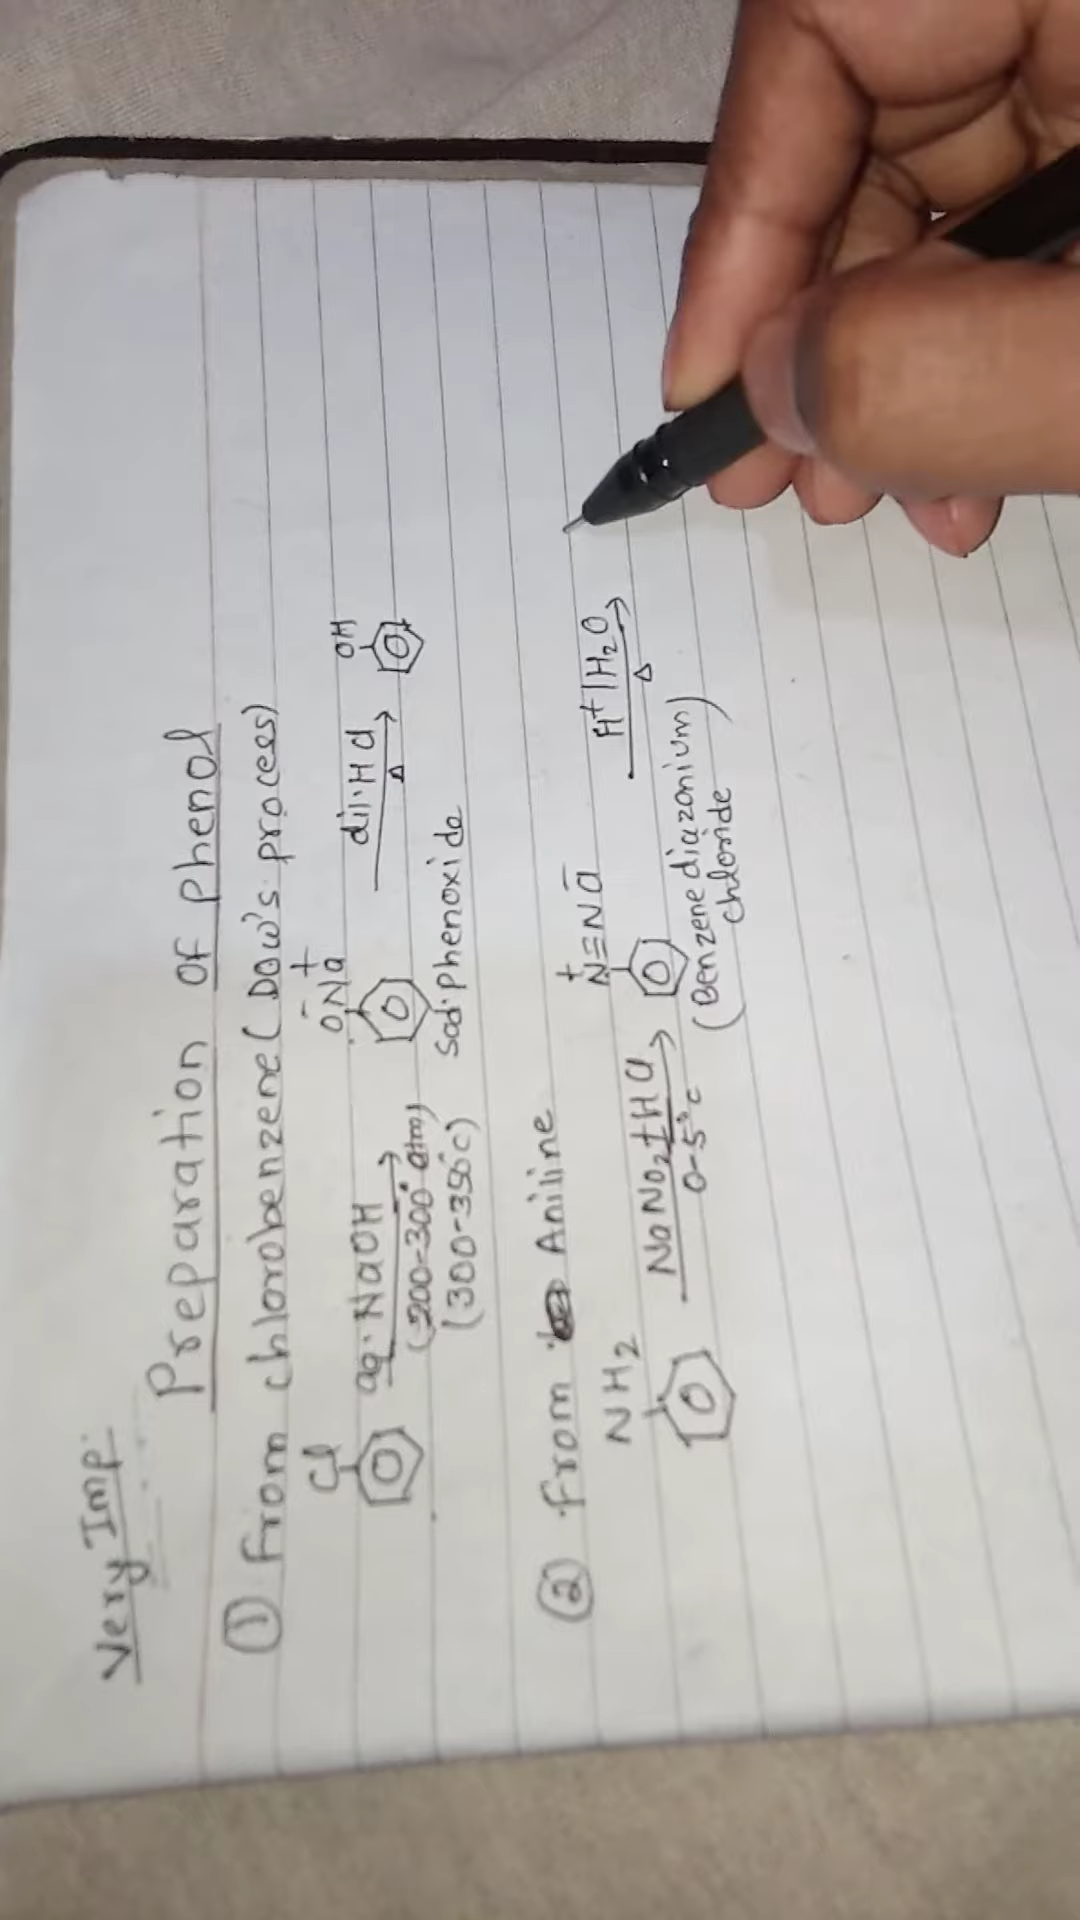 Very Imp.
Preparation of phenol
① From chlorobenzene (Dow's process)
Cl
O⁻Na⁺
OH
aq. NaOH
dil. HCl
Δ
(200-300° atm)
(300-350°c)
Sod. Phenoxide
② From Aniline
NH₂
N⁺≡NCl⁻
NaNO₂+HCl
H⁺/H₂O
0-5°c
Δ
(Benzene diazonium
chloride)